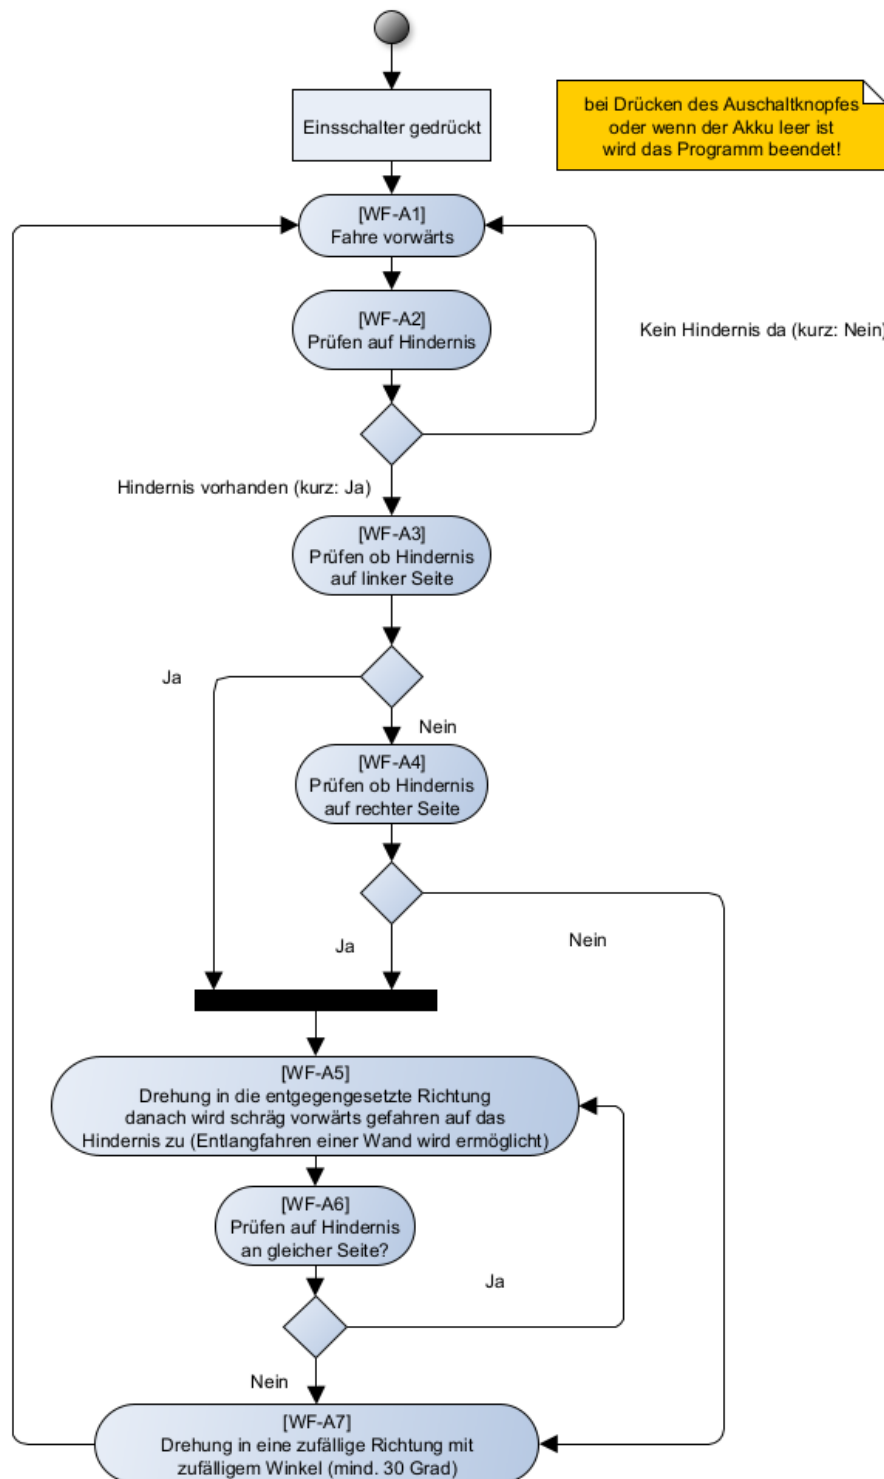 Einsschalter gedrückt
bei Drücken des Auschaltknopfes
oder wenn der Akku leer ist
wird das Programm beendet!
[WF-A1]
Fahre vorwärts
[WF-A2]
Prüfen auf Hindernis
Kein Hindernis da (kurz: Nein)
Hindernis vorhanden (kurz: Ja)
[WF-A3]
Prüfen ob Hindernis
auf linker Seite
Ja
Nein
[WF-A4]
Prüfen ob Hindernis
auf rechter Seite
Ja
Nein
[WF-A5]
Drehung in die entgegengesetzte Richtung
danach wird schräg vorwärts gefahren auf das
Hindernis zu (Entlangfahren einer Wand wird ermöglicht)
[WF-A6]
Prüfen auf Hindernis
an gleicher Seite?
Ja
Nein
[WF-A7]
Drehung in eine zufällige Richtung mit
zufälligem Winkel (mind. 30 Grad)